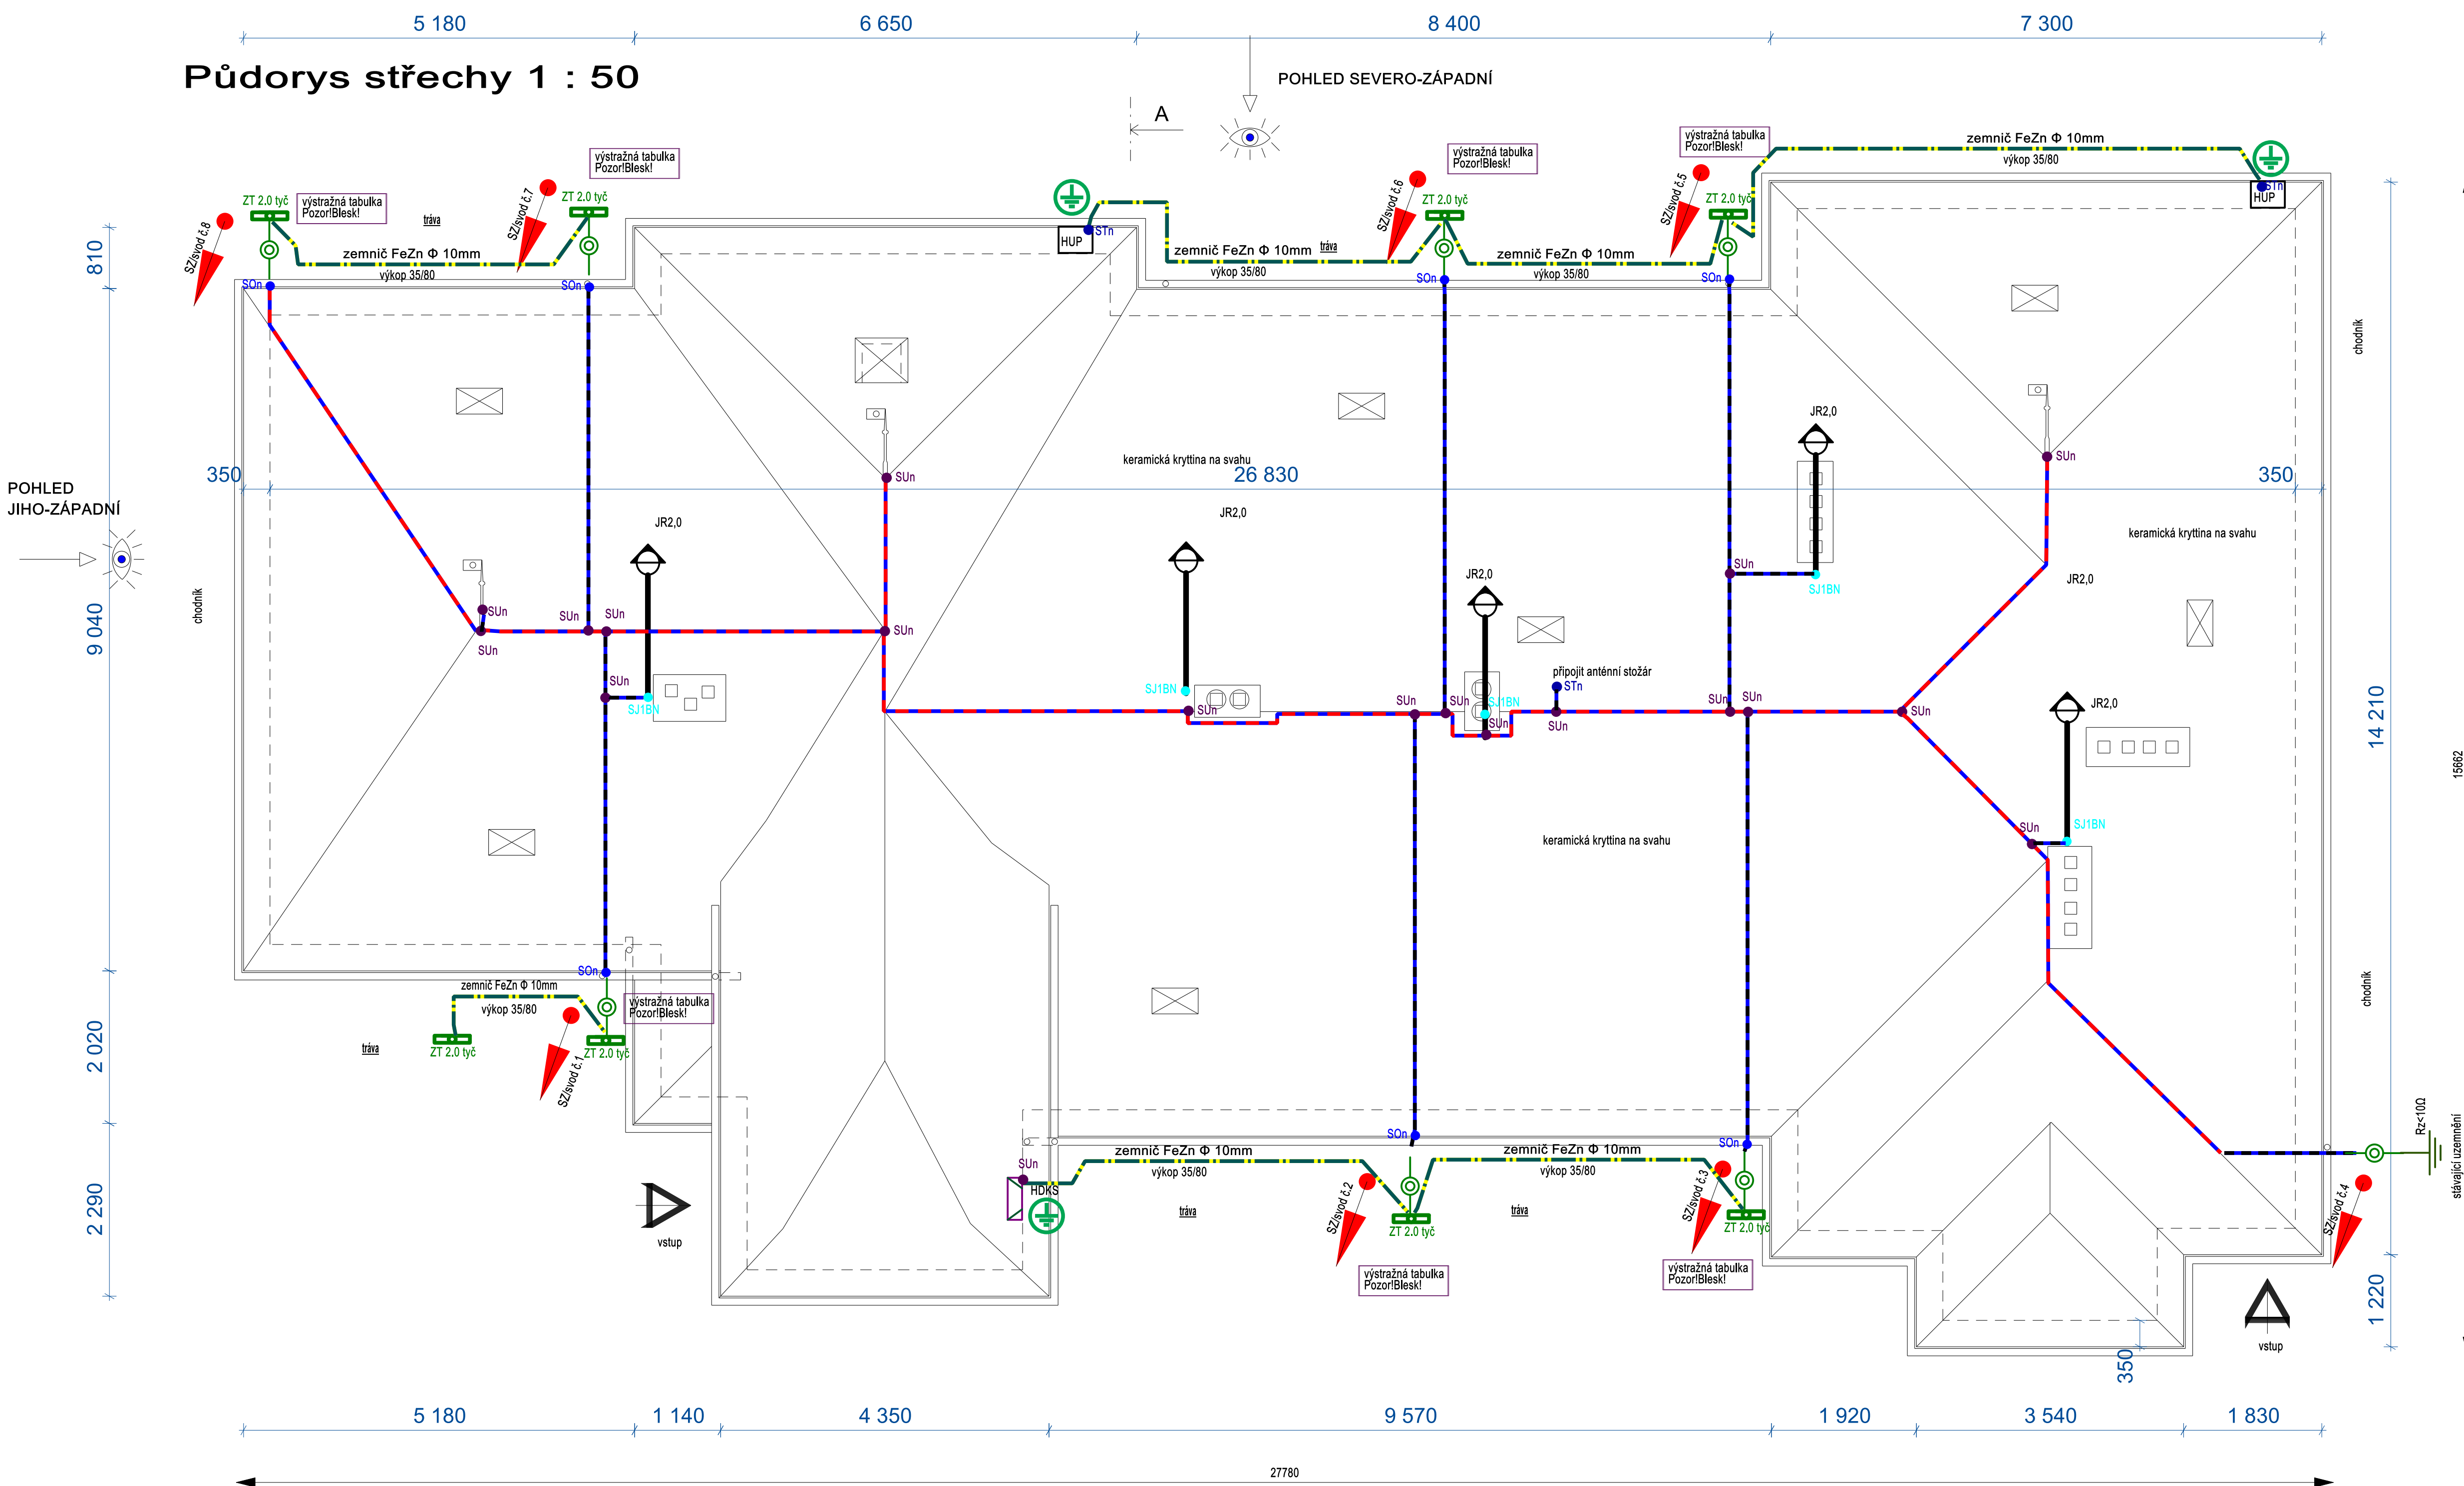 5 180
6 650
8 400
7 300
Půdorys střechy 1 : 50
POHLED SEVERO-ZÁPADNÍ
A
výstražná tabulka
Pozor!Blesk!
výstražná tabulka
Pozor!Blesk!
výstražná tabulka
Pozor!Blesk!
výstražná tabulka
Pozor!Blesk!
zemnič FeZn Φ 10mm
výkop 35/80
ZT 2.0 tyč
ZT 2.0 tyč
ZT 2.0 tyč
ZT 2.0 tyč
SZ/svod č.8
SZ/svod č.7
SZ/svod č.6
SZ/svod č.5
STn
HUP
tráva
zemnič FeZn Φ 10mm
výkop 35/80
HUP
STn
zemnič FeZn Φ 10mm
výkop 35/80
tráva
zemnič FeZn Φ 10mm
výkop 35/80
810
SOn
SOn
SOn
SOn
chodník
JR2,0
keramická kryttina na svahu
SUn
350
SUn
26 830
350
POHLED
JIHO-ZÁPADNÍ
JR2,0
JR2,0
keramická kryttina na svahu
JR2,0
SUn
JR2,0
SJ1BN
chodník
9 040
SUn
SUn
SUn
SUn
SUn
SUn
SJ1BN
SJ1BN
SUn
SUn
SUn
SJ1BN
SUn
připojit anténní stožár
STn
SUn
SUn
SUn
SUn
JR2,0
14 210
15662
SUn
SJ1BN
keramická kryttina na svahu
chodník
SOn
zemnič FeZn Φ 10mm
výkop 35/80
výstražná tabulka
Pozor!Blesk!
2 020
tráva
ZT 2.0 tyč
ZT 2.0 tyč
SZ/svod č.1
SOn
SOn
zemnič FeZn Φ 10mm
výkop 35/80
zemnič FeZn Φ 10mm
výkop 35/80
SUn
HDKS
2 290
vstup
tráva
tráva
SZ/svod č.2
ZT 2.0 tyč
SZ/svod č.3
ZT 2.0 tyč
SZ/svod č.4
Rz<10Ω
stávající uzemnění
výstražná tabulka
Pozor!Blesk!
výstražná tabulka
Pozor!Blesk!
1 220
350
vstup
5 180
1 140
4 350
9 570
1 920
3 540
1 830
27780